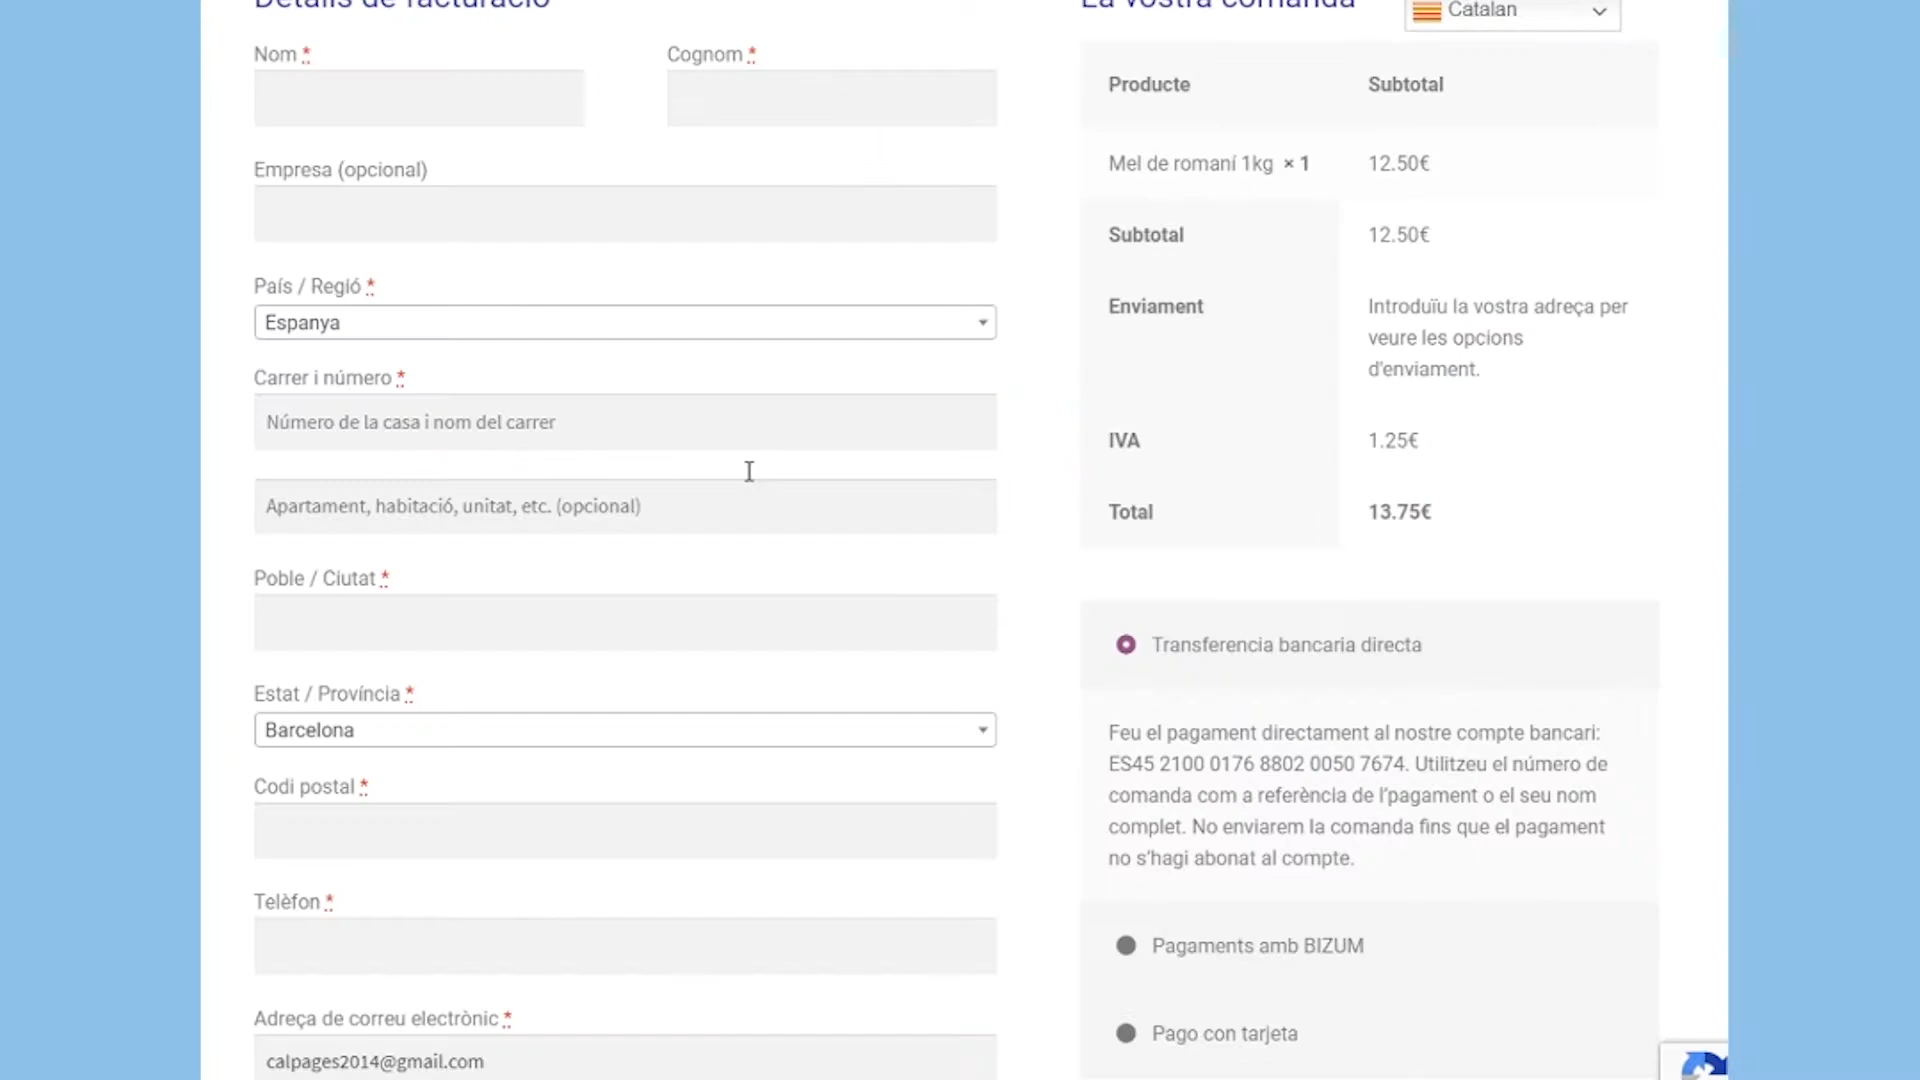 Detalls de facturació
Nom *
Cognom *
Empresa (opcional)
País / Regió *
Espanya
Carrer i número *
Número de la casa i nom del carrer
Apartament, habitació, unitat, etc. (opcional)
Poble / Ciutat *
Estat / Província *
Barcelona
Codi postal *
Telèfon *
Adreça de correu electrònic *
calpages2014@gmail.com
La vostra comanda
Catalan
Producte Subtotal
Mel de romaní 1kg × 1 12.50€
Subtotal 12.50€
Enviament Introduïu la vostra adreça per
veure les opcions
d'enviament.
IVA 1.25€
Total 13.75€
Transferencia bancaria directa
Feu el pagament directament al nostre compte bancari:
ES45 2100 0176 8802 0050 7674. Utilitzeu el número de
comanda com a referència de l’pagament o el seu nom
complet. No enviarem la comanda fins que el pagament
no s’hagi abonat al compte.
Pagaments amb BIZUM
Pago con tarjeta